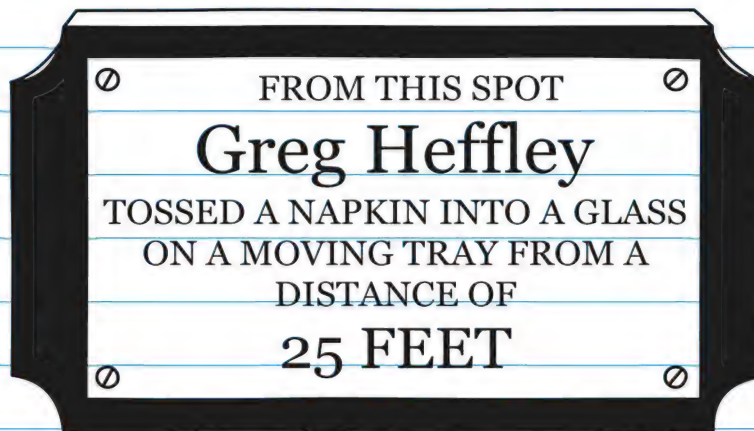 FROM THIS SPOT
Greg Heffley
TOSSED A NAPKIN INTO A GLASS
ON A MOVING TRAY FROM A
DISTANCE OF
25 FEET